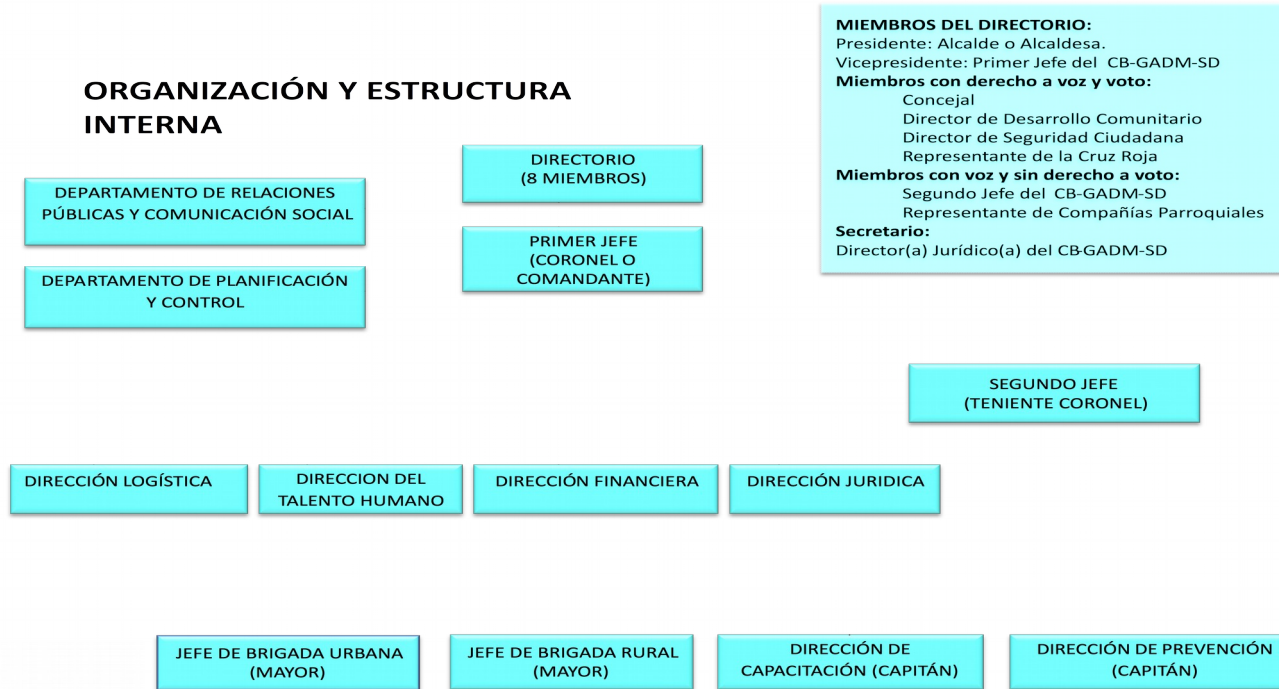 ORGANIZACIÓN Y ESTRUCTURA
INTERNA
MIEMBROS DEL DIRECTORIO:
Presidente: Alcalde o Alcaldesa.
Vicepresidente: Primer Jefe del CB-GADM-SD
Miembros con derecho a voz y voto:
Concejal
Director de Desarrollo Comunitario
Director de Seguridad Ciudadana
Representante de la Cruz Roja
Miembros con voz y sin derecho a voto:
Segundo Jefe del CB-GADM-SD
Representante de Compañías Parroquiales
Secretario:
Director(a) Jurídico(a) del CB-GADM-SD
DIRECTORIO
(8 MIEMBROS)
DEPARTAMENTO DE RELACIONES
PÚBLICAS Y COMUNICACIÓN SOCIAL
PRIMER JEFE
(CORONEL O
COMANDANTE)
DEPARTAMENTO DE PLANIFICACIÓN
Y CONTROL
SEGUNDO JEFE
(TENIENTE CORONEL)
DIRECCIÓN LOGÍSTICA
DIRECCION DEL
TALENTO HUMANO
DIRECCIÓN FINANCIERA
DIRECCIÓN JURIDICA
JEFE DE BRIGADA URBANA
(MAYOR)
JEFE DE BRIGADA RURAL
(MAYOR)
DIRECCIÓN DE
CAPACITACIÓN (CAPITÁN)
DIRECCIÓN DE PREVENCIÓN
(CAPITÁN)